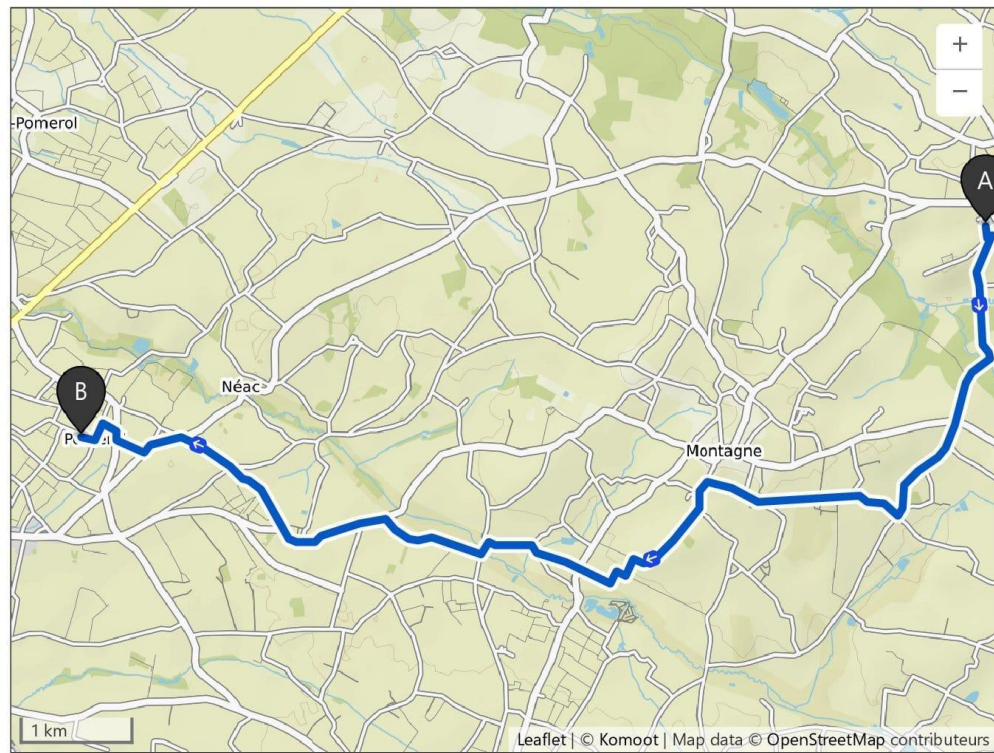 +
−
-Pomerol
A
Néac
B
Montagne
1 km
Leaflet | © Komoot | Map data © OpenStreetMap contributeurs